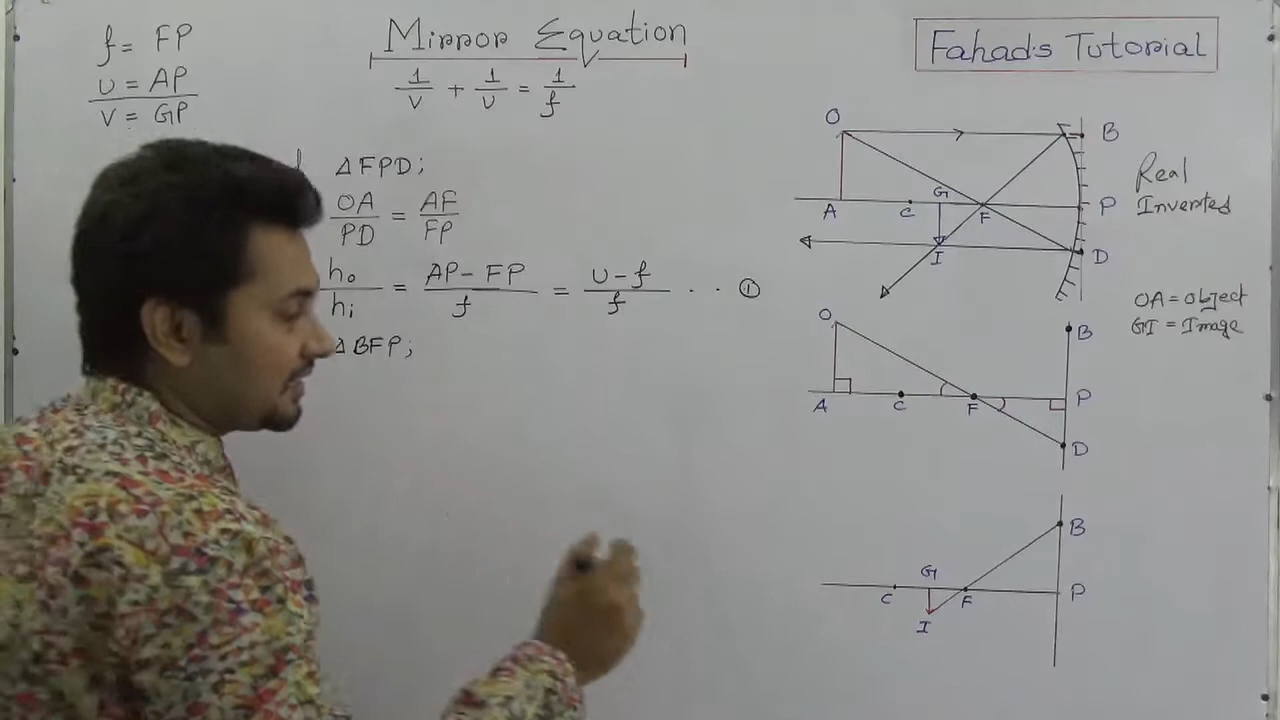 f = FP
u = AP
v = GP
Mirror Equation
1/v + 1/u = 1/f
Fahad's Tutorial
ΔFPD;
OA/PD = AF/FP
ho/hi = AP - FP/f = u - f/f . . ①
ΔBFP;
O
B
A
C
G
F
P
I
D
Real
Inverted
OA = object
GI = Image
O
B
A
C
F
P
D
B
G
C
F
P
I